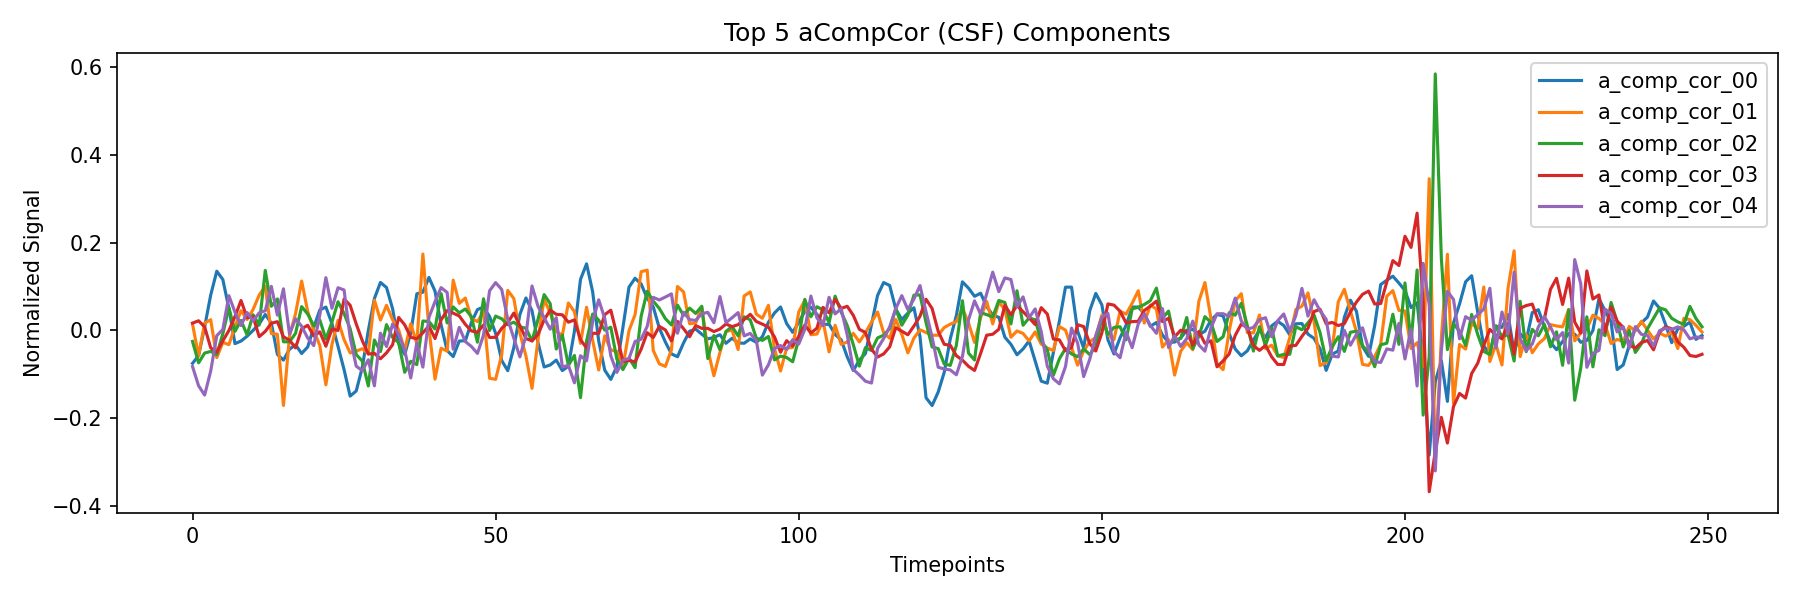 Top 5 aCompCor (CSF) Components
Normalized Signal
0.6
0.4
0.2
0.0
−0.2
−0.4
a_comp_cor_00
a_comp_cor_01
a_comp_cor_02
a_comp_cor_03
a_comp_cor_04
0 50 100 150 200 250
Timepoints